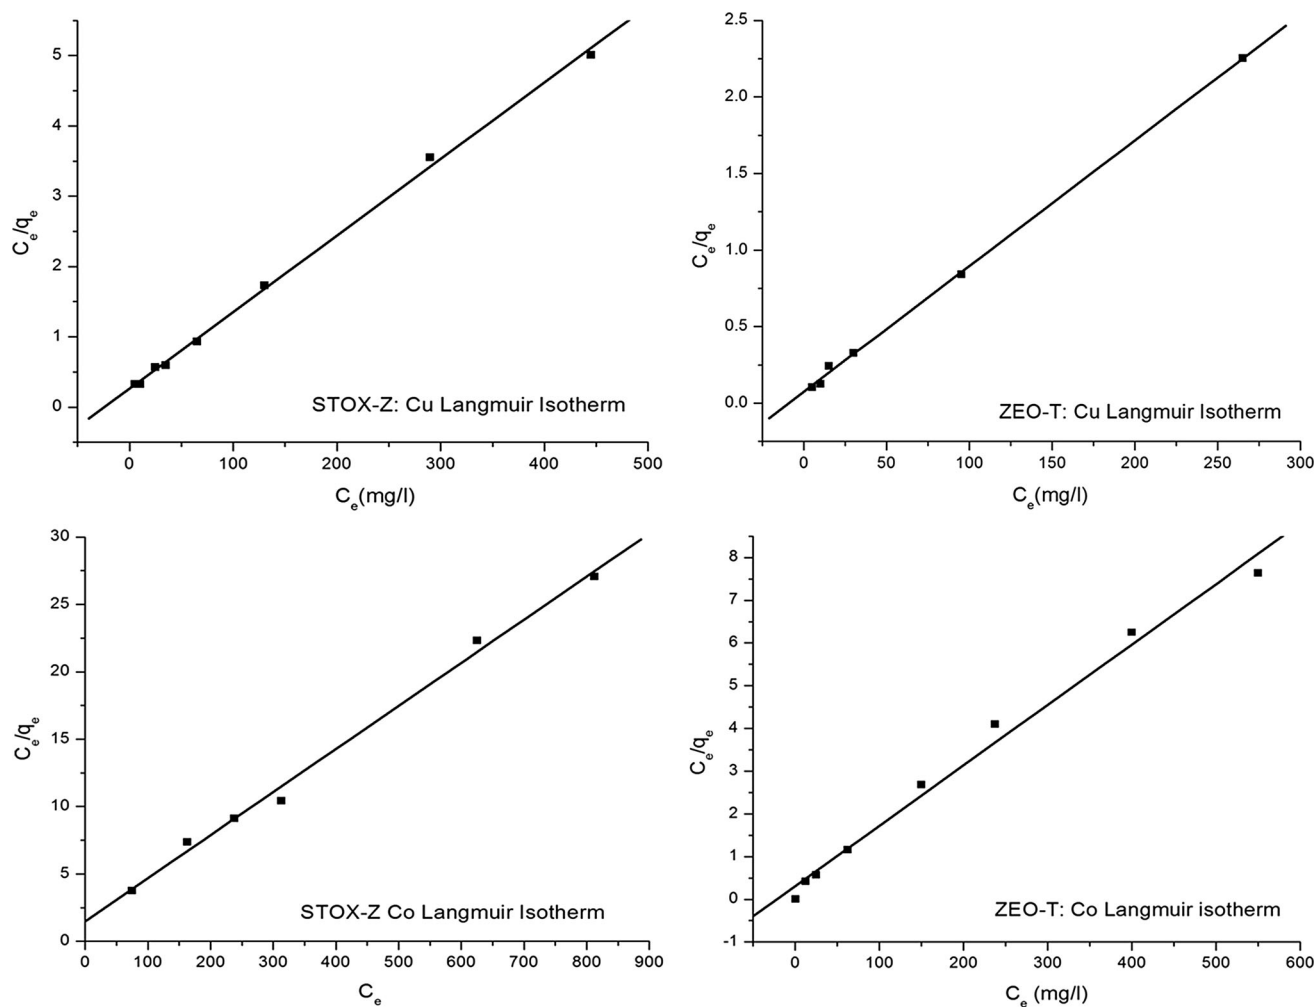 5
4
3
2
1
0
C_e/q_e
0 100 200 300 400 500
C_e(mg/l)
STOX-Z: Cu Langmuir Isotherm
2.5
2.0
1.0
0.5
0.0
C_e/q_e
0 50 100 150 200 250 300
C_e(mg/l)
ZEO-T: Cu Langmuir Isotherm
30
25
20
15
10
5
0
C_e/q_e
0 100 200 300 400 500 600 700 800 900
C_e
STOX-Z Co Langmuir Isotherm
8
7
6
5
4
3
2
1
0
-1
C_e/q_e
0 100 200 300 400 500 600
C_e (mg/l)
ZEO-T: Co Langmuir isotherm